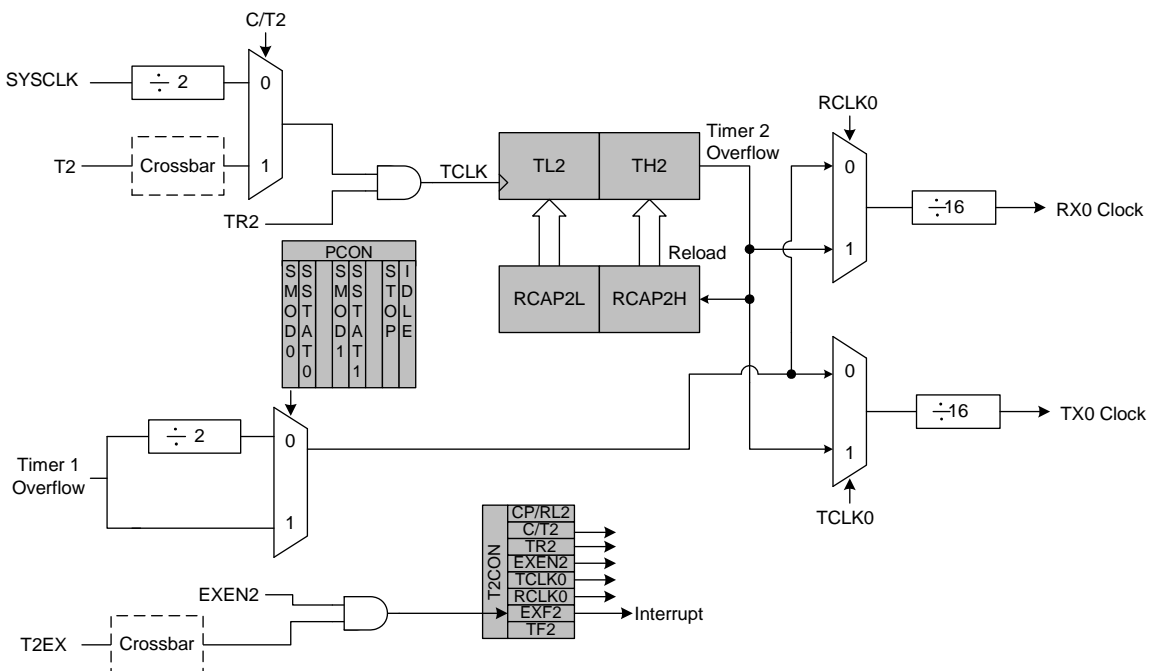 C/T2
SYSCLK
÷ 2
0
T2
Crossbar
1
TR2
TCLK
TL2
TH2
Timer 2
Overflow
RCLK0
0
1
÷16
RX0 Clock
Reload
RCAP2L
RCAP2H
PCON
SMOD0
SSTAT0
SMOD1
SSTAT1
STOP
IDLE
0
1
÷16
TX0 Clock
TCLK0
Timer 1
Overflow
÷ 2
0
1
T2CON
CP/RL2
C/T2
TR2
EXEN2
TCLK0
RCLK0
EXF2
TF2
Interrupt
EXEN2
T2EX
Crossbar